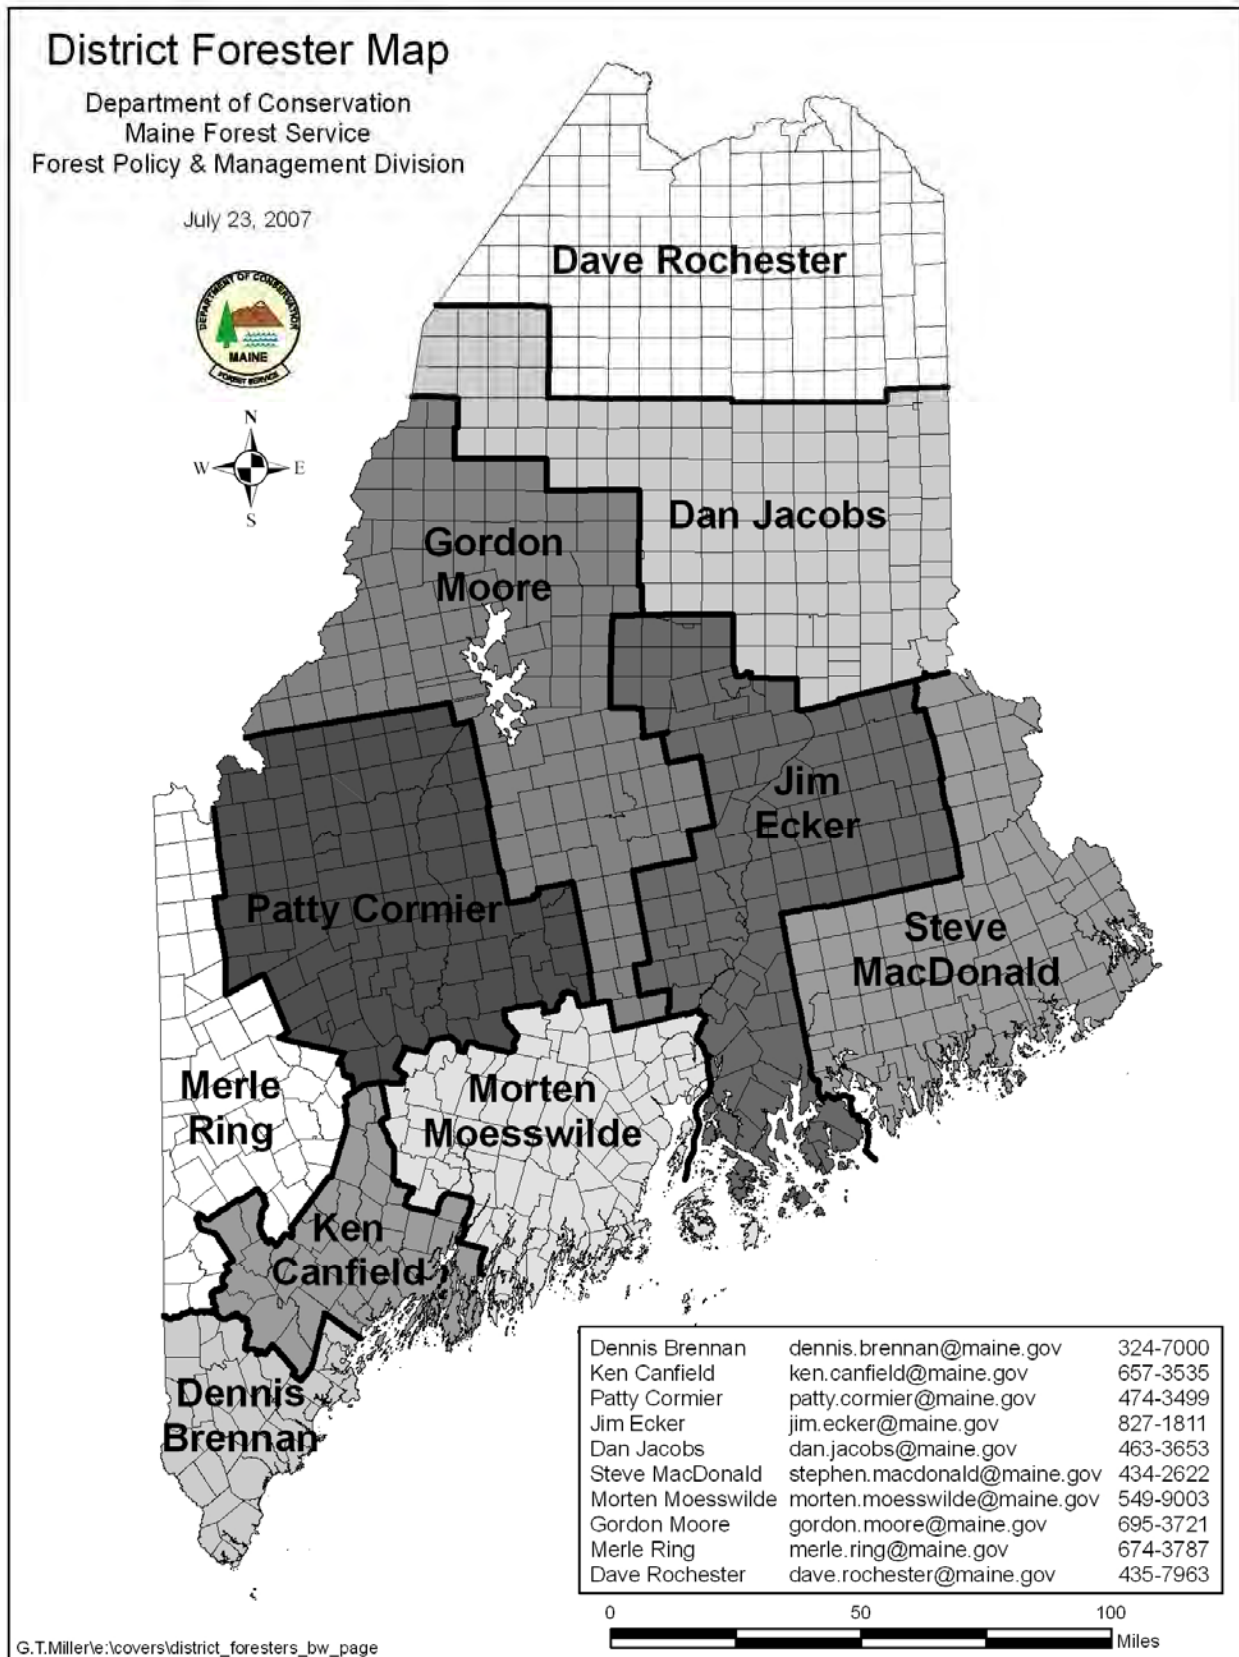 District Forester Map
Department of Conservation
Maine Forest Service
Forest Policy & Management Division
July 23, 2007
DEPARTMENT OF CONSERVATION
MAINE
FOREST SERVICE
N
W E
S
Dave Rochester
Dan Jacobs
Gordon
Moore
Jim
Ecker
Patty Cormier
Steve
MacDonald
Merle
Ring
Morten
Moesswilde
Ken
Canfield
Dennis
Brennan
Dennis Brennan dennis.brennan@maine.gov 324-7000
Ken Canfield ken.canfield@maine.gov 657-3535
Patty Cormier patty.cormier@maine.gov 474-3499
Jim Ecker jim.ecker@maine.gov 827-1811
Dan Jacobs dan.jacobs@maine.gov 463-3653
Steve MacDonald stephen.macdonald@maine.gov 434-2622
Morten Moesswilde morten.moesswilde@maine.gov 549-9003
Gordon Moore gordon.moore@maine.gov 695-3721
Merle Ring merle.ring@maine.gov 674-3787
Dave Rochester dave.rochester@maine.gov 435-7963
0 50 100
Miles
G.T.Miller\e:\covers\district_foresters_bw_page